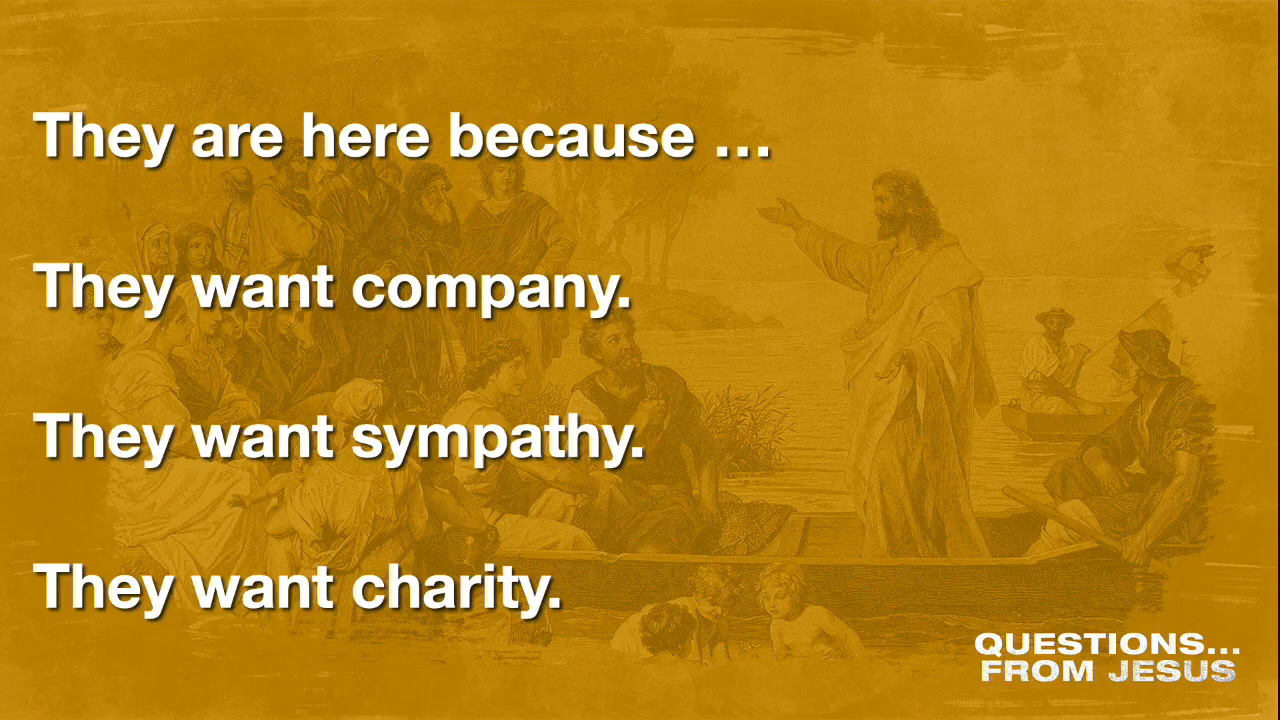 They are here because …
They want company.
They want sympathy.
They want charity.
QUESTIONS...
FROM JESUS